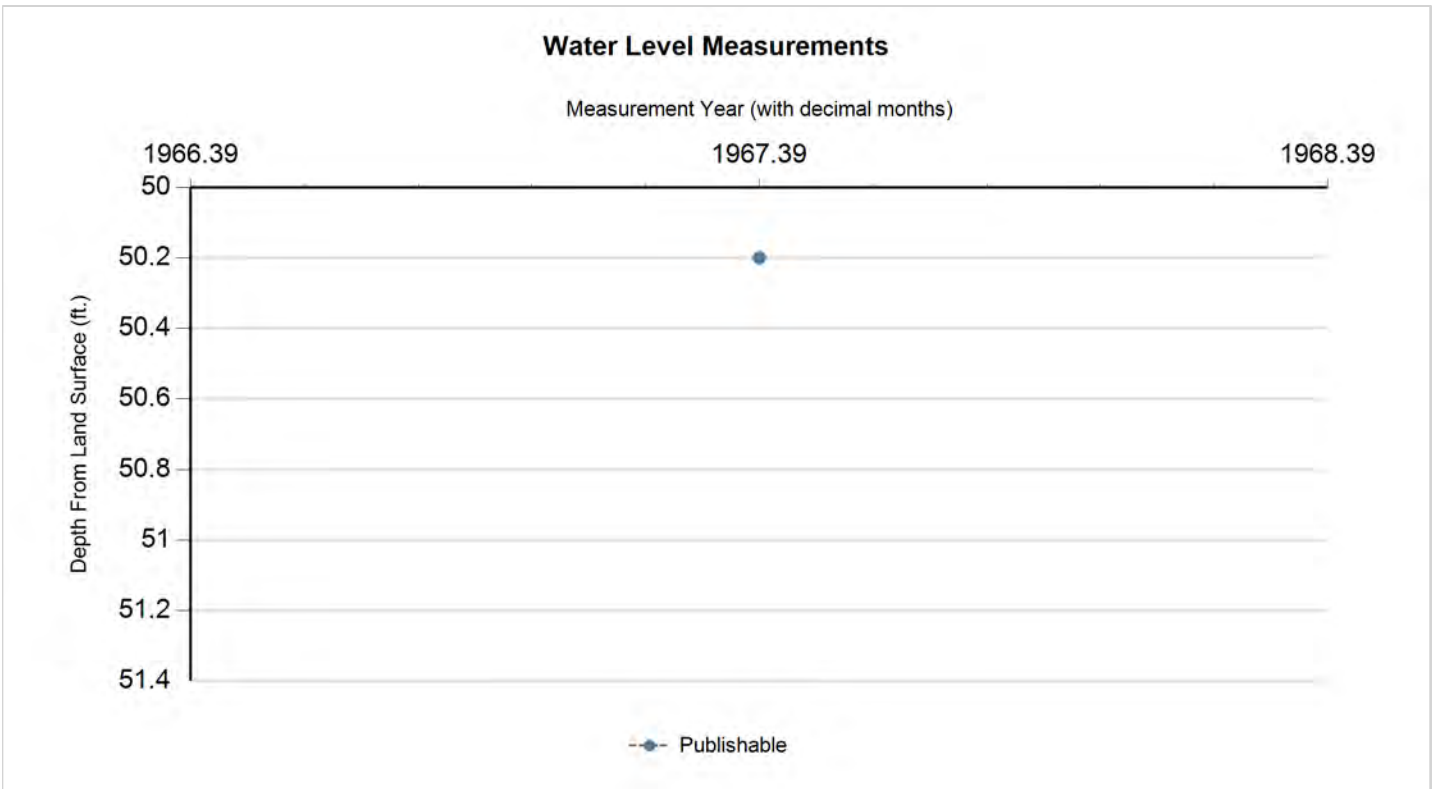 Water Level Measurements
Measurement Year (with decimal months)
1966.39 1967.39 1968.39
50
50.2
50.4
50.6
50.8
51
51.2
51.4
Depth From Land Surface (ft.)
Publishable